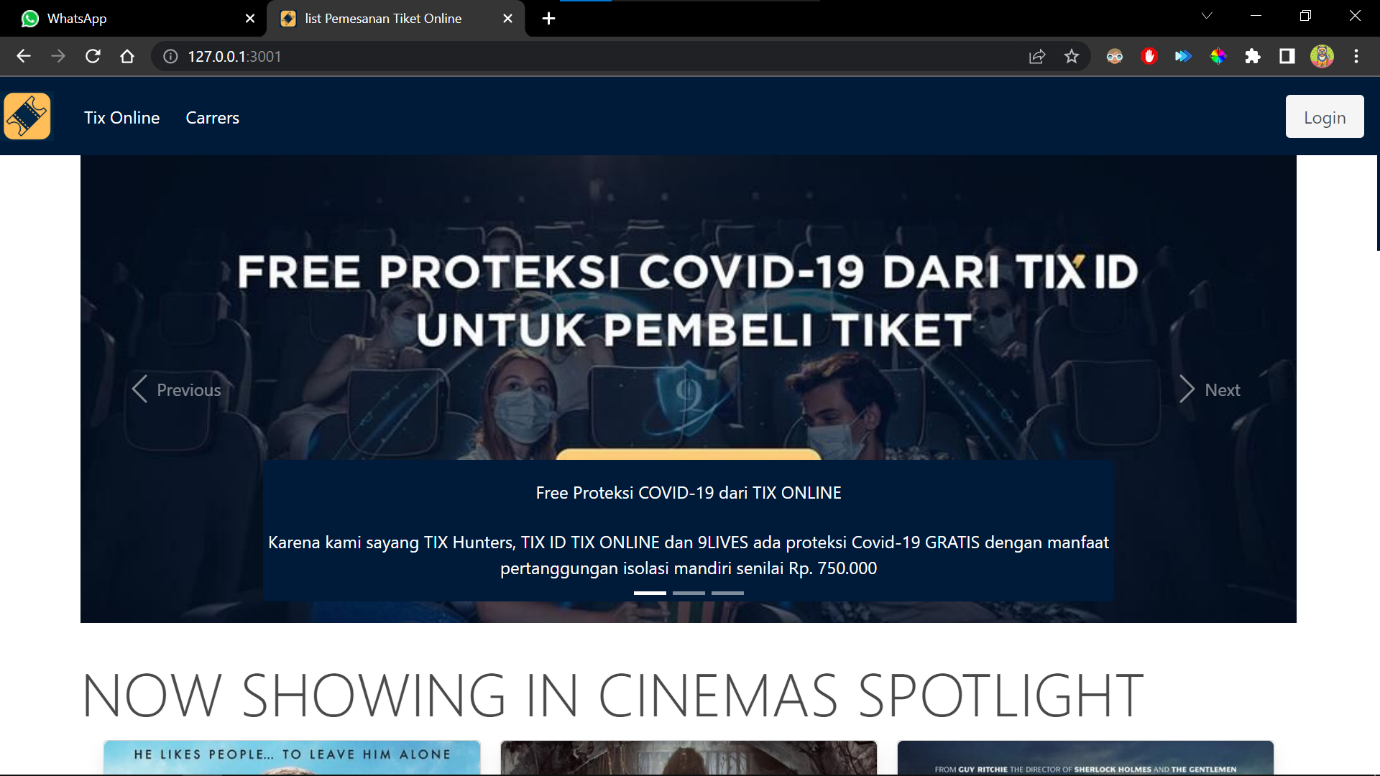 WhatsApp
list Pemesanan Tiket Online
127.0.0.1:3001
Tix Online
Carrers
Login
FREE PROTEKSI COVID-19 DARI TIX ID
UNTUK PEMBELI TIKET
9
Previous
Next
Free Proteksi COVID-19 dari TIX ONLINE
Karena kami sayang TIX Hunters, TIX ID TIX ONLINE dan 9LIVES ada proteksi Covid-19 GRATIS dengan manfaat
pertanggungan isolasi mandiri senilai Rp. 750.000
NOW SHOWING IN CINEMAS SPOTLIGHT
HE LIKES PEOPLE... TO LEAVE HIM ALONE
FROM GUY RITCHIE THE DIRECTOR OF SHERLOCK HOLMES AND THE GENTLEMEN